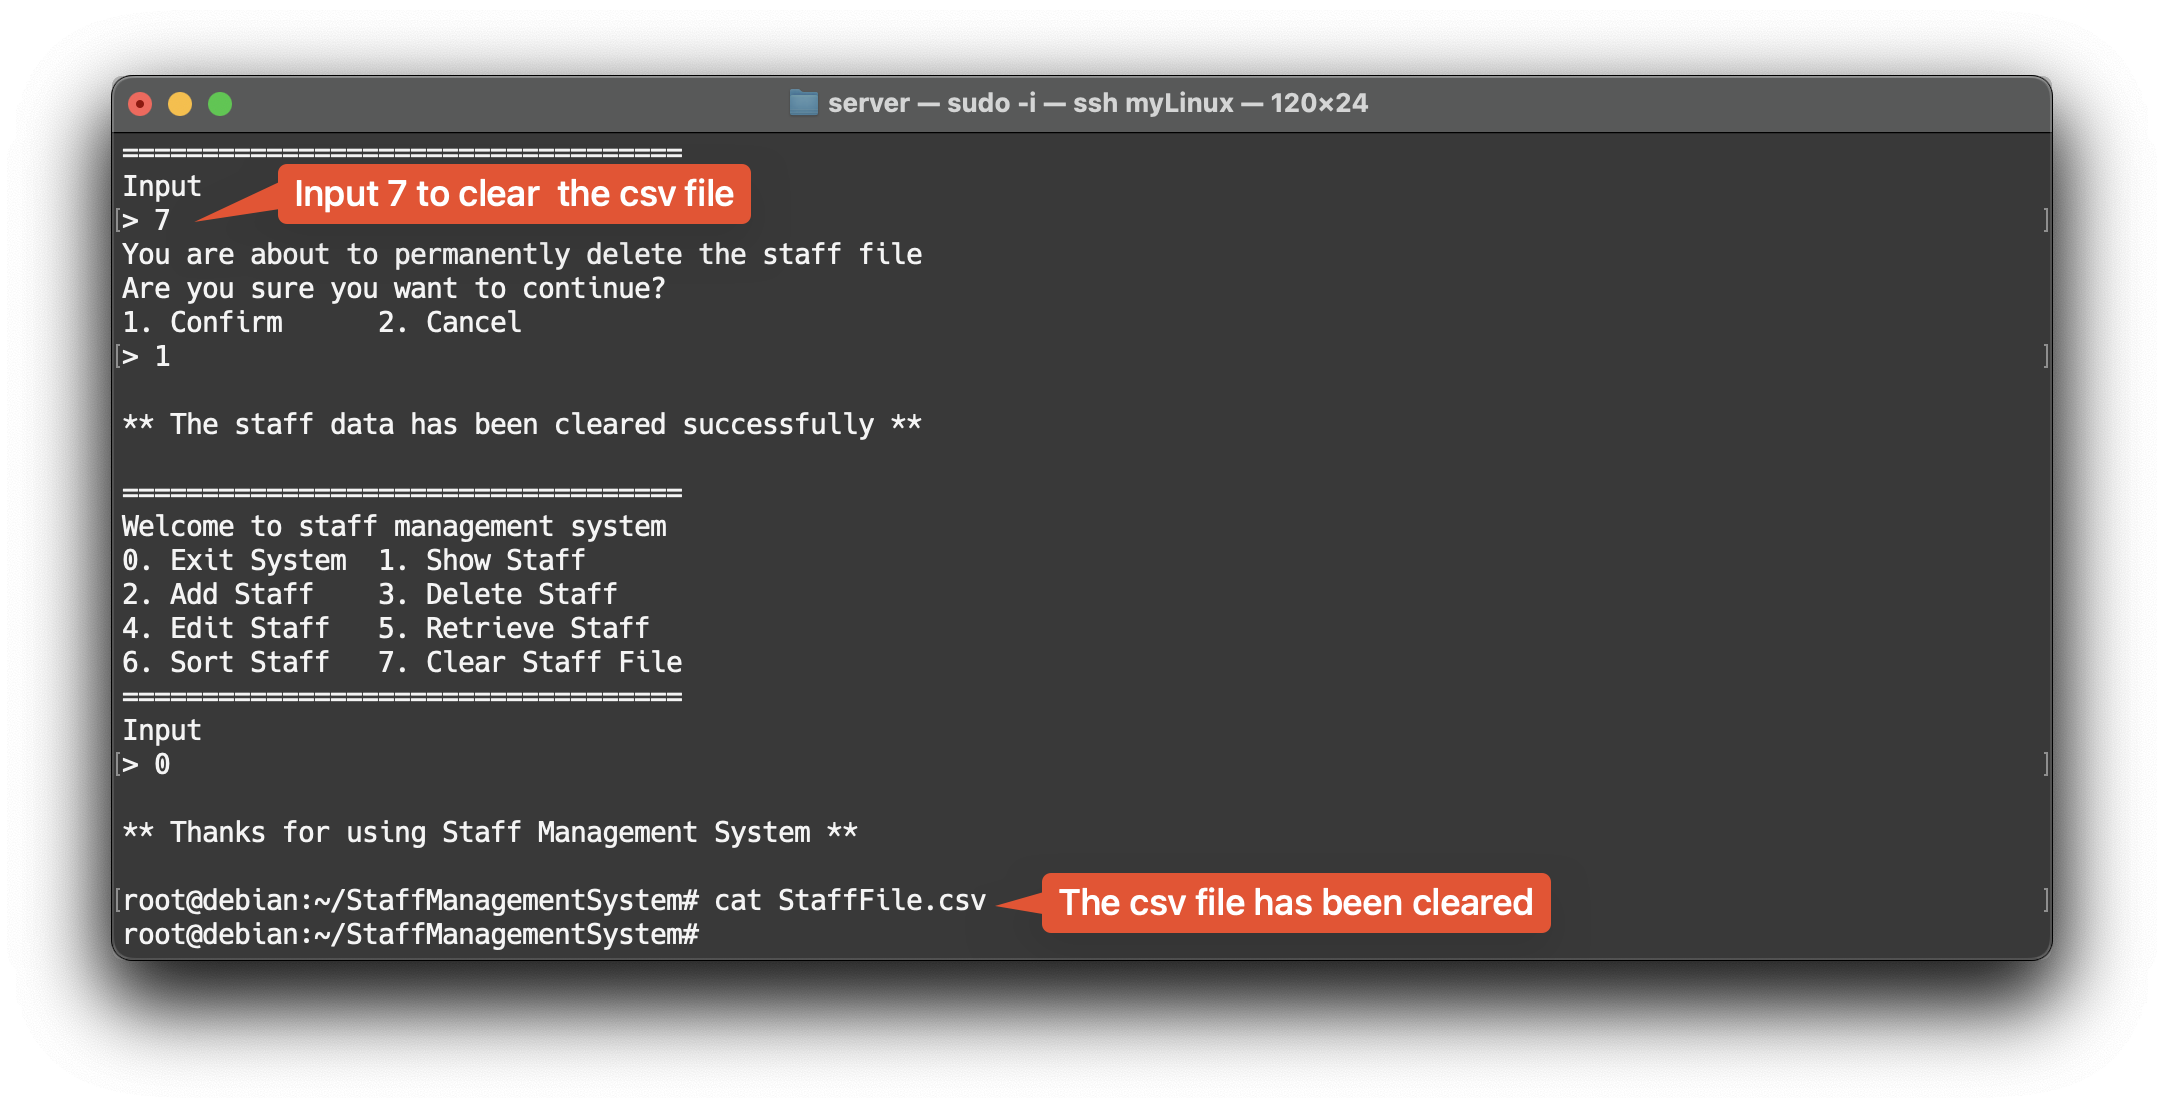 server — sudo -i — ssh myLinux — 120×24
===================================
Input
Input 7 to clear  the csv file
[> 7 ]
You are about to permanently delete the staff file
Are you sure you want to continue?
1. Confirm      2. Cancel
[> 1 ]
** The staff data has been cleared successfully **
===================================
Welcome to staff management system
0. Exit System  1. Show Staff
2. Add Staff    3. Delete Staff
4. Edit Staff   5. Retrieve Staff
6. Sort Staff   7. Clear Staff File
===================================
Input
[> 0 ]
** Thanks for using Staff Management System **
[root@debian:~/StaffManagementSystem# cat StaffFile.csv ]
The csv file has been cleared
root@debian:~/StaffManagementSystem#